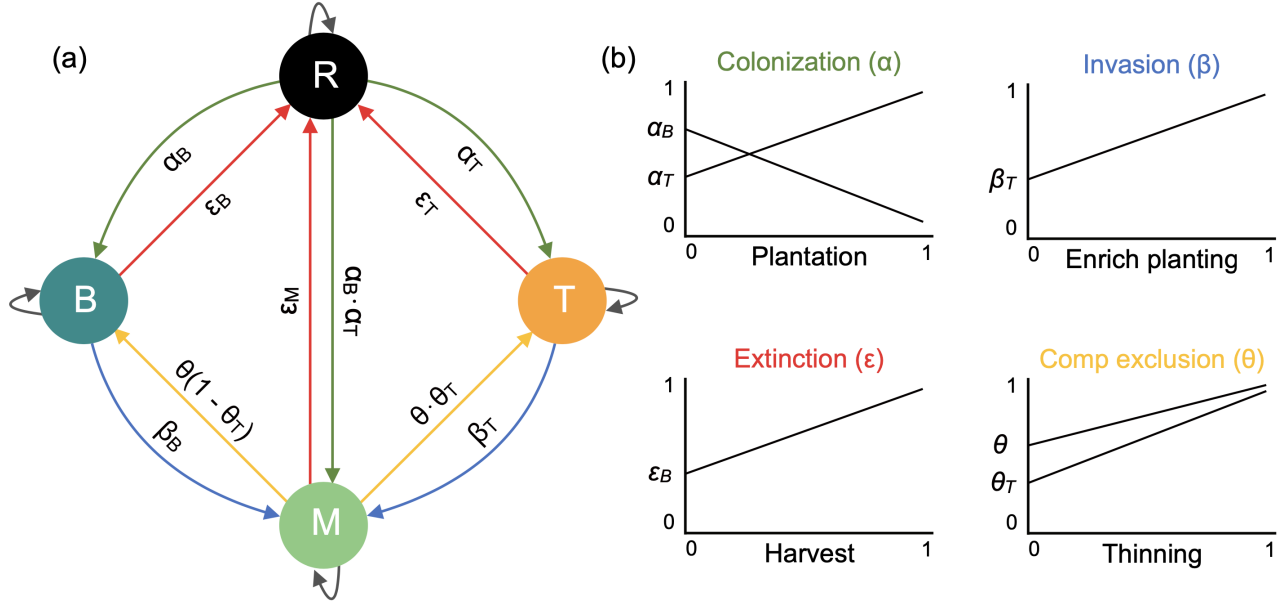 (a)
R
αB
εB
αT
εT
B
T
εM
αB · αT
θ(1 - θT)
βB
θ·θT
βT
M
(b)
Colonization (α)
1
αB
αT
0
0
Plantation
1
Invasion (β)
1
βT
0
0
Enrich planting
1
Extinction (ε)
1
εB
0
0
Harvest
1
Comp exclusion (θ)
1
θ
θT
0
0
Thinning
1